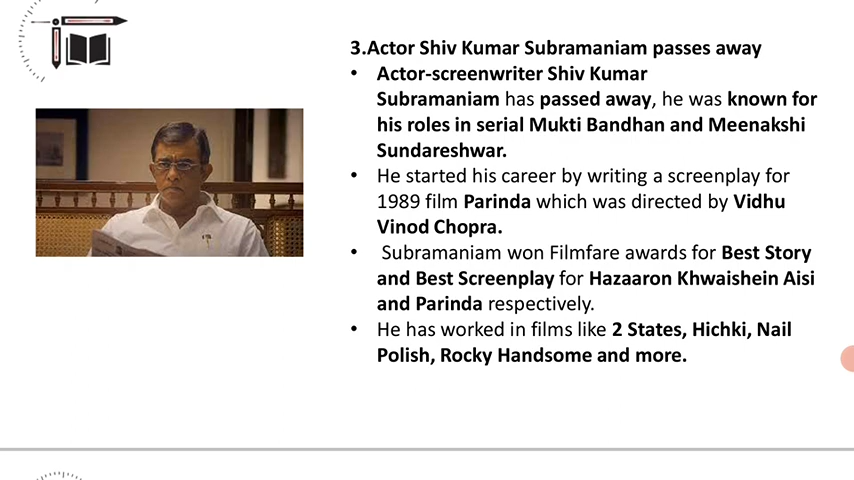 3.Actor Shiv Kumar Subramaniam passes away
• Actor-screenwriter Shiv Kumar
Subramaniam has passed away, he was known for
his roles in serial Mukti Bandhan and Meenakshi
Sundareshwar.
• He started his career by writing a screenplay for
1989 film Parinda which was directed by Vidhu
Vinod Chopra.
• Subramaniam won Filmfare awards for Best Story
and Best Screenplay for Hazaaron Khwaishein Aisi
and Parinda respectively.
• He has worked in films like 2 States, Hichki, Nail
Polish, Rocky Handsome and more.